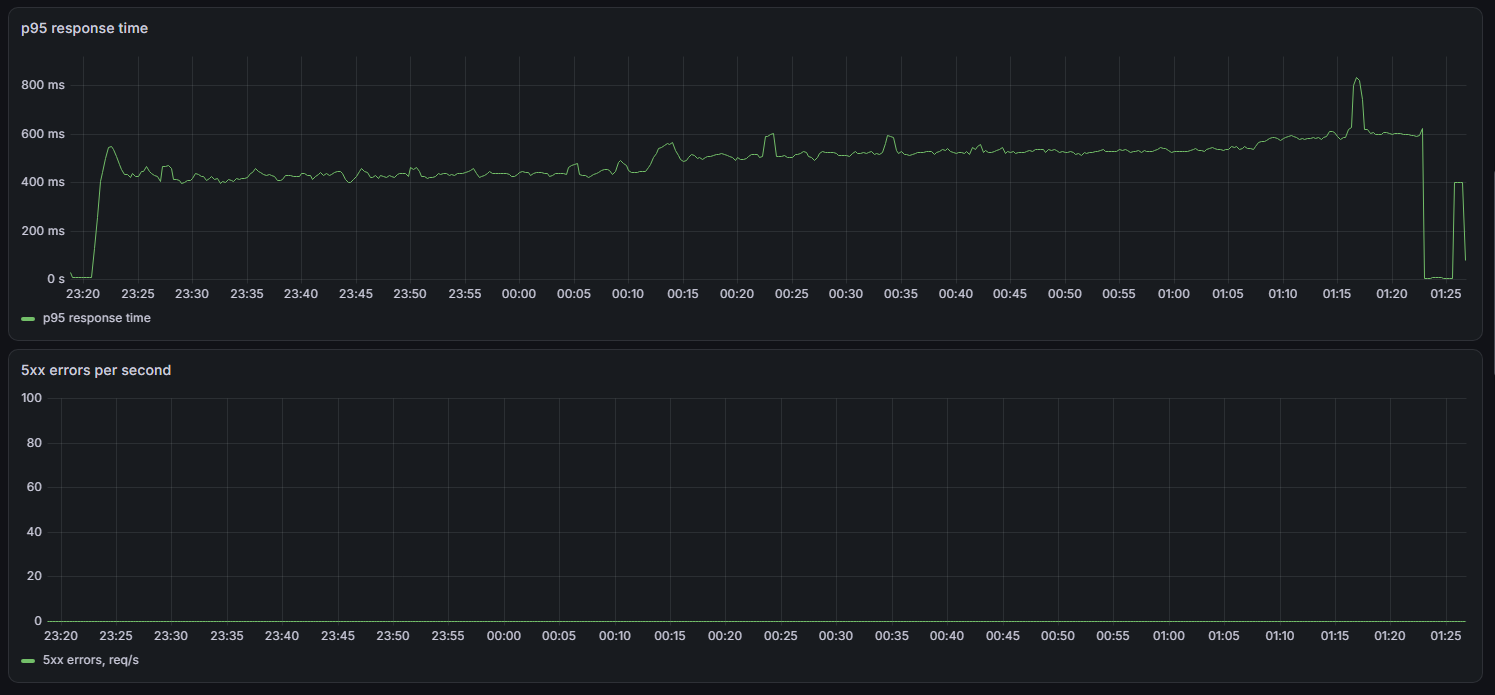 p95 response time
800 ms
600 ms
400 ms
200 ms
0 s
23:20 23:25 23:30 23:35 23:40 23:45 23:50 23:55 00:00 00:05 00:10 00:15 00:20 00:25 00:30 00:35 00:40 00:45 00:50 00:55 01:00 01:05 01:10 01:15 01:20 01:25
p95 response time
5xx errors per second
100
80
60
40
20
0
23:20 23:25 23:30 23:35 23:40 23:45 23:50 23:55 00:00 00:05 00:10 00:15 00:20 00:25 00:30 00:35 00:40 00:45 00:50 00:55 01:00 01:05 01:10 01:15 01:20 01:25
5xx errors, req/s